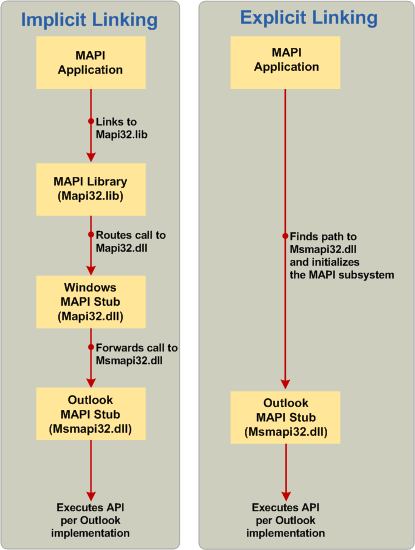 Implicit Linking
MAPI
Application
Links to
Mapi32.lib
MAPI Library
(Mapi32.lib)
Routes call to
Mapi32.dll
Windows
MAPI Stub
(Mapi32.dll)
Forwards call to
Msmapi32.dll
Outlook
MAPI Stub
(Msmapi32.dll)
Executes API
per Outlook
implementation
Explicit Linking
MAPI
Application
Finds path to
Msmapi32.dll
and initializes
the MAPI subsystem
Outlook
MAPI Stub
(Msmapi32.dll)
Executes API
per Outlook
implementation